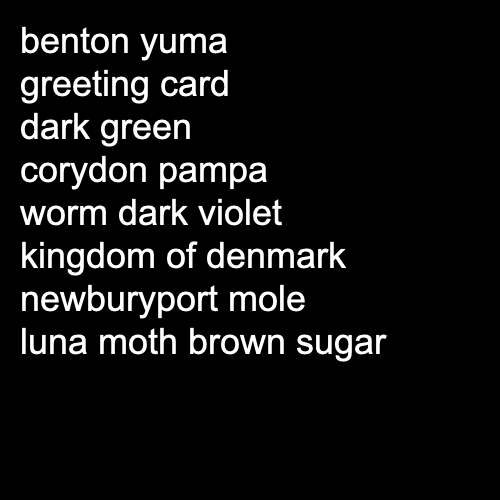 benton yuma
greeting card
dark green
corydon pampa
worm dark violet
kingdom of denmark
newburyport mole
luna moth brown sugar